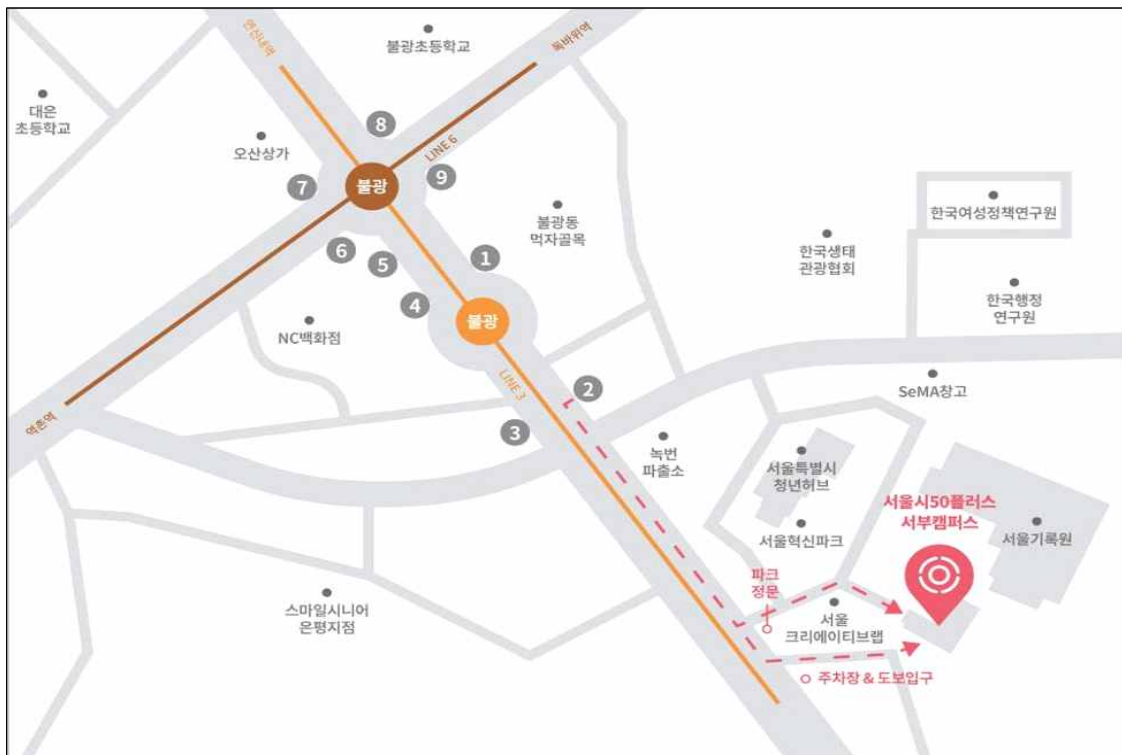 연신내역
불광초등학교
독바위역
대은
초등학교
8
오산상가
LINE 6
7
불광
9
한국여성정책연구원
불광동
먹자골목
6
5
1
한국생태
관광협회
4
한국행정
연구원
NC백화점
불광
LINE 3
2
SeMA창고
역촌역
3
녹번
파출소
서울특별시
청년허브
서울시50플러스
서부캠퍼스
서울혁신파크
서울기록원
파크
정문
스마일시니어
은평지점
서울
크리에이티브랩
주차장 & 도보입구